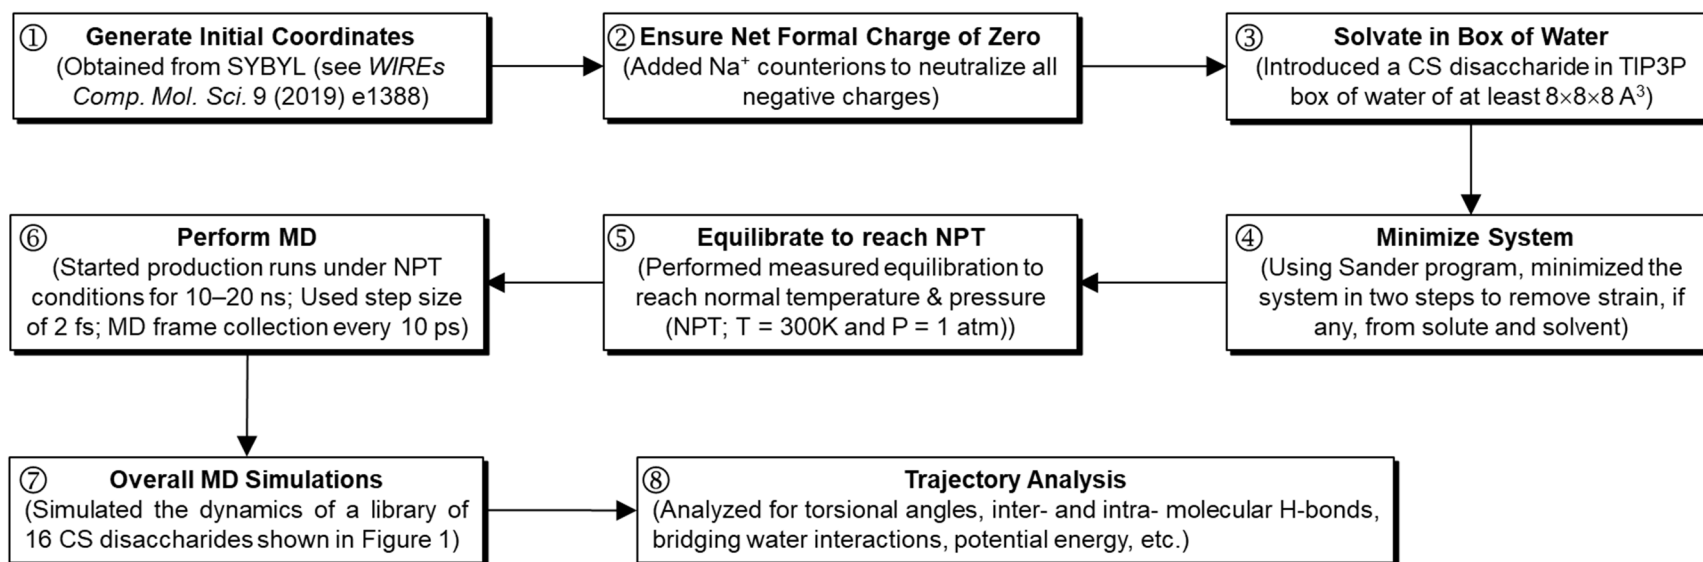 ① Generate Initial Coordinates
(Obtained from SYBYL (see WIREs
Comp. Mol. Sci. 9 (2019) e1388)
② Ensure Net Formal Charge of Zero
(Added Na⁺ counterions to neutralize all
negative charges)
③ Solvate in Box of Water
(Introduced a CS disaccharide in TIP3P
box of water of at least 8×8×8 A³)
④ Minimize System
(Using Sander program, minimized the
system in two steps to remove strain, if
any, from solute and solvent)
⑤ Equilibrate to reach NPT
(Performed measured equilibration to
reach normal temperature & pressure
(NPT; T = 300K and P = 1 atm))
⑥ Perform MD
(Started production runs under NPT
conditions for 10–20 ns; Used step size
of 2 fs; MD frame collection every 10 ps)
⑦ Overall MD Simulations
(Simulated the dynamics of a library of
16 CS disaccharides shown in Figure 1)
⑧ Trajectory Analysis
(Analyzed for torsional angles, inter- and intra- molecular H-bonds,
bridging water interactions, potential energy, etc.)